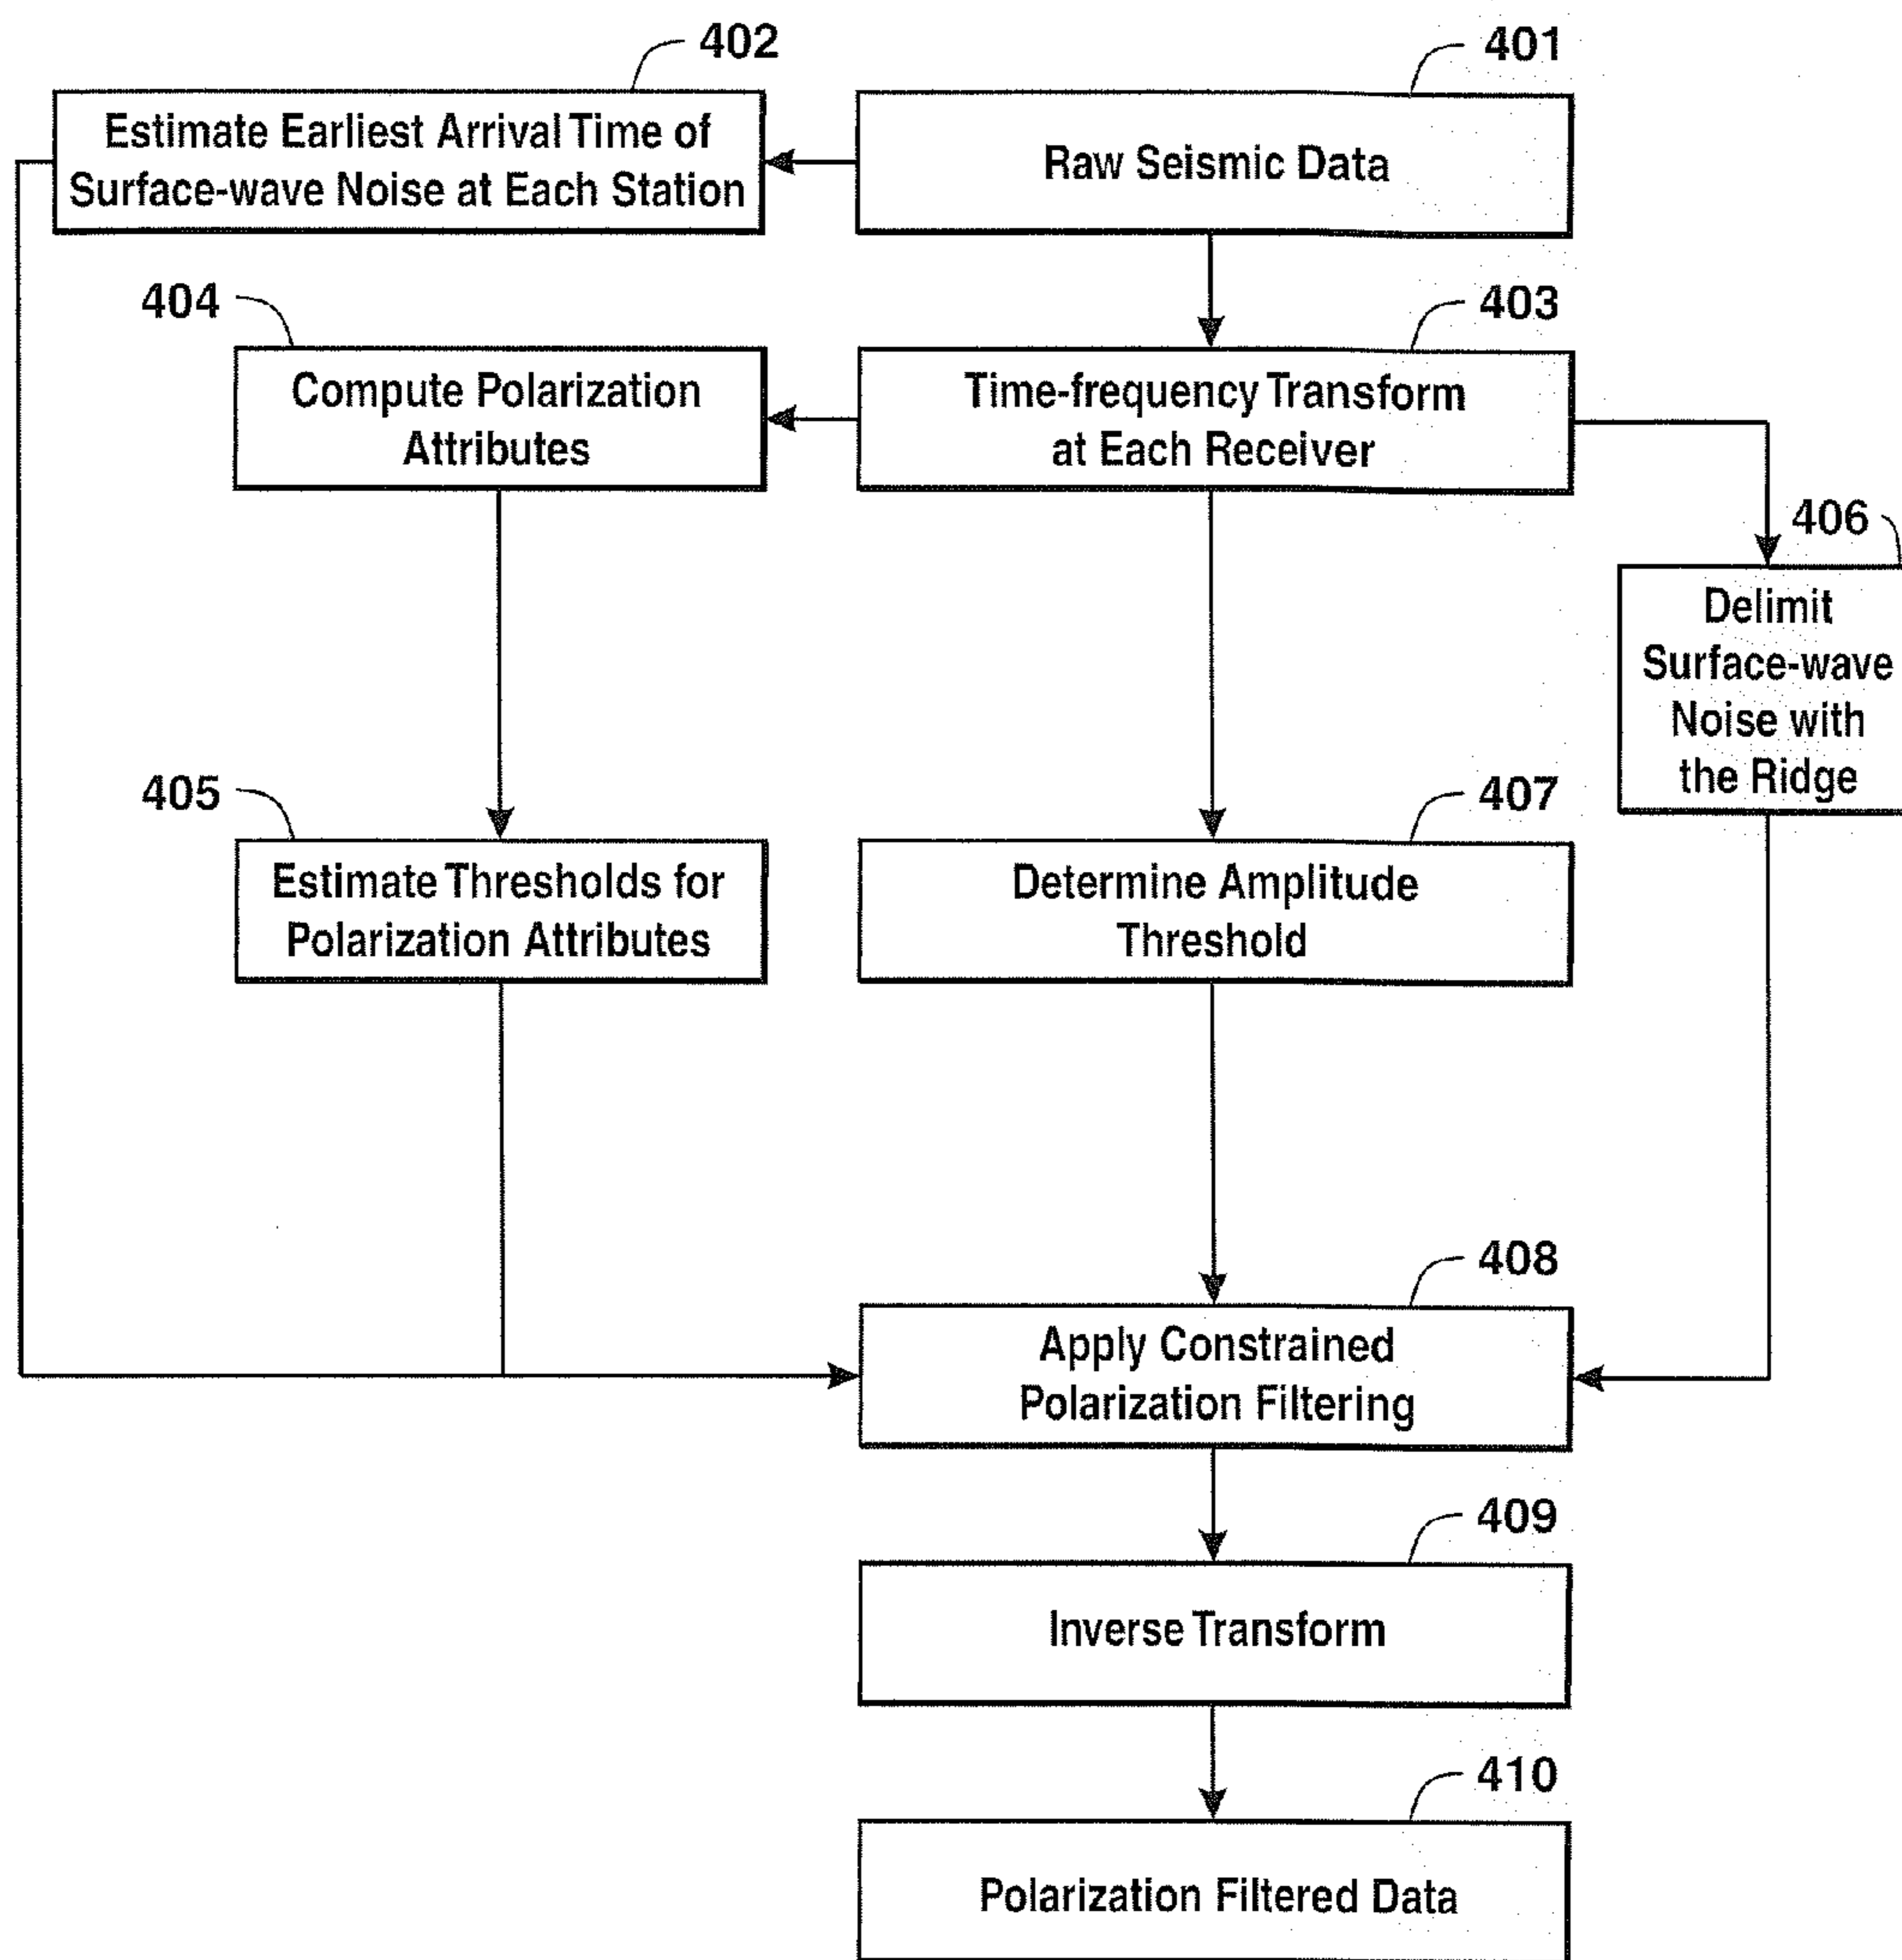 402
401
Estimate Earliest Arrival Time of
Surface-wave Noise at Each Station
Raw Seismic Data
404
403
Compute Polarization
Attributes
Time-frequency Transform
at Each Receiver
406
Delimit
Surface-wave
Noise with
the Ridge
405
407
Estimate Thresholds for
Polarization Attributes
Determine Amplitude
Threshold
408
Apply Constrained
Polarization Filtering
409
Inverse Transform
410
Polarization Filtered Data